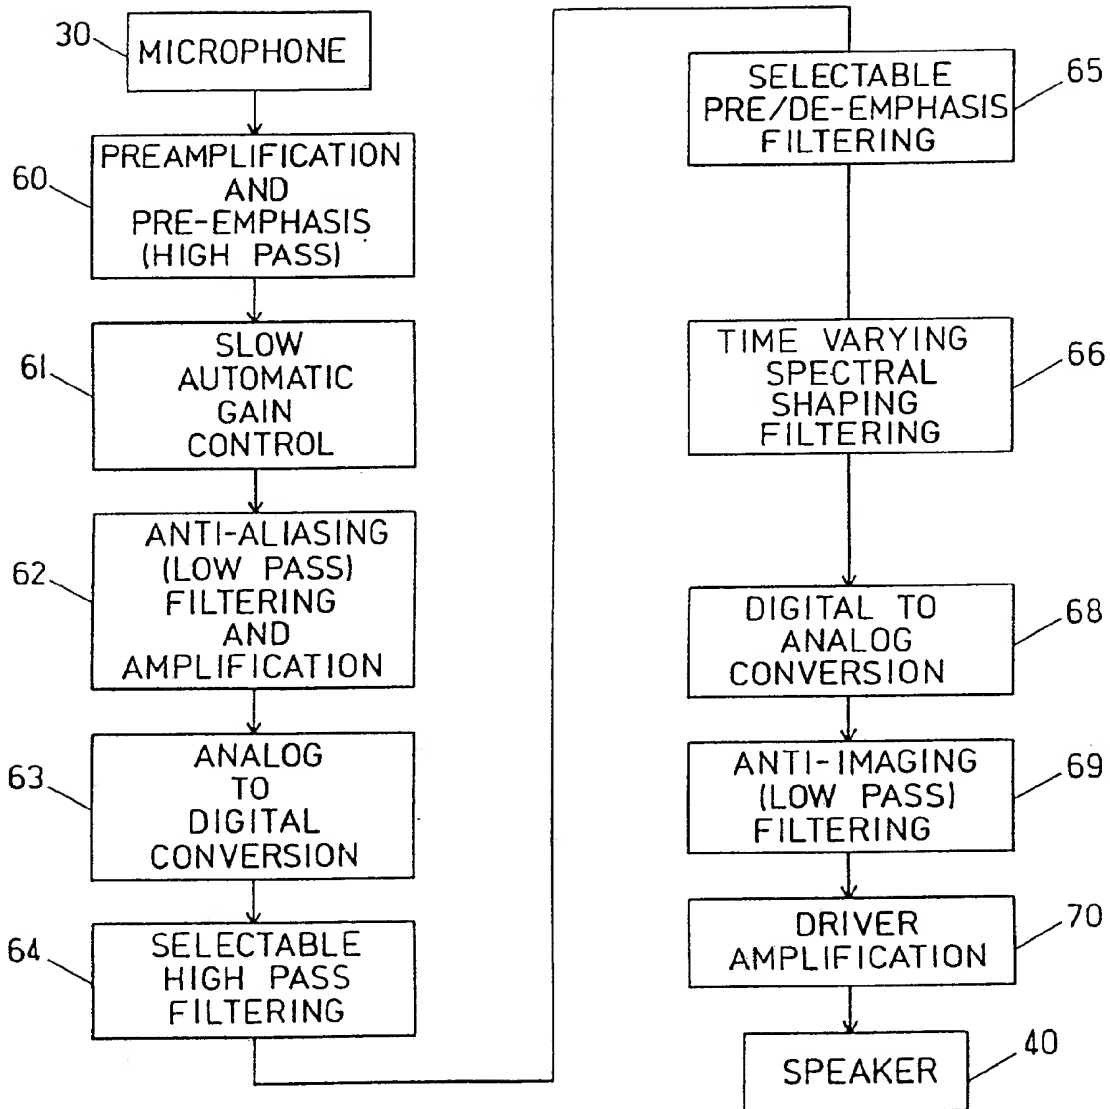 30
MICROPHONE
60
PREAMPLIFICATION
AND
PRE-EMPHASIS
(HIGH PASS)
61
SLOW
AUTOMATIC
GAIN
CONTROL
62
ANTI-ALIASING
(LOW PASS)
FILTERING
AND
AMPLIFICATION
63
ANALOG
TO
DIGITAL
CONVERSION
64
SELECTABLE
HIGH PASS
FILTERING
SELECTABLE
PRE/DE-EMPHASIS
FILTERING
65
TIME VARYING
SPECTRAL
SHAPING
FILTERING
66
DIGITAL TO
ANALOG
CONVERSION
68
ANTI-IMAGING
(LOW PASS)
FILTERING
69
DRIVER
AMPLIFICATION
70
SPEAKER
40